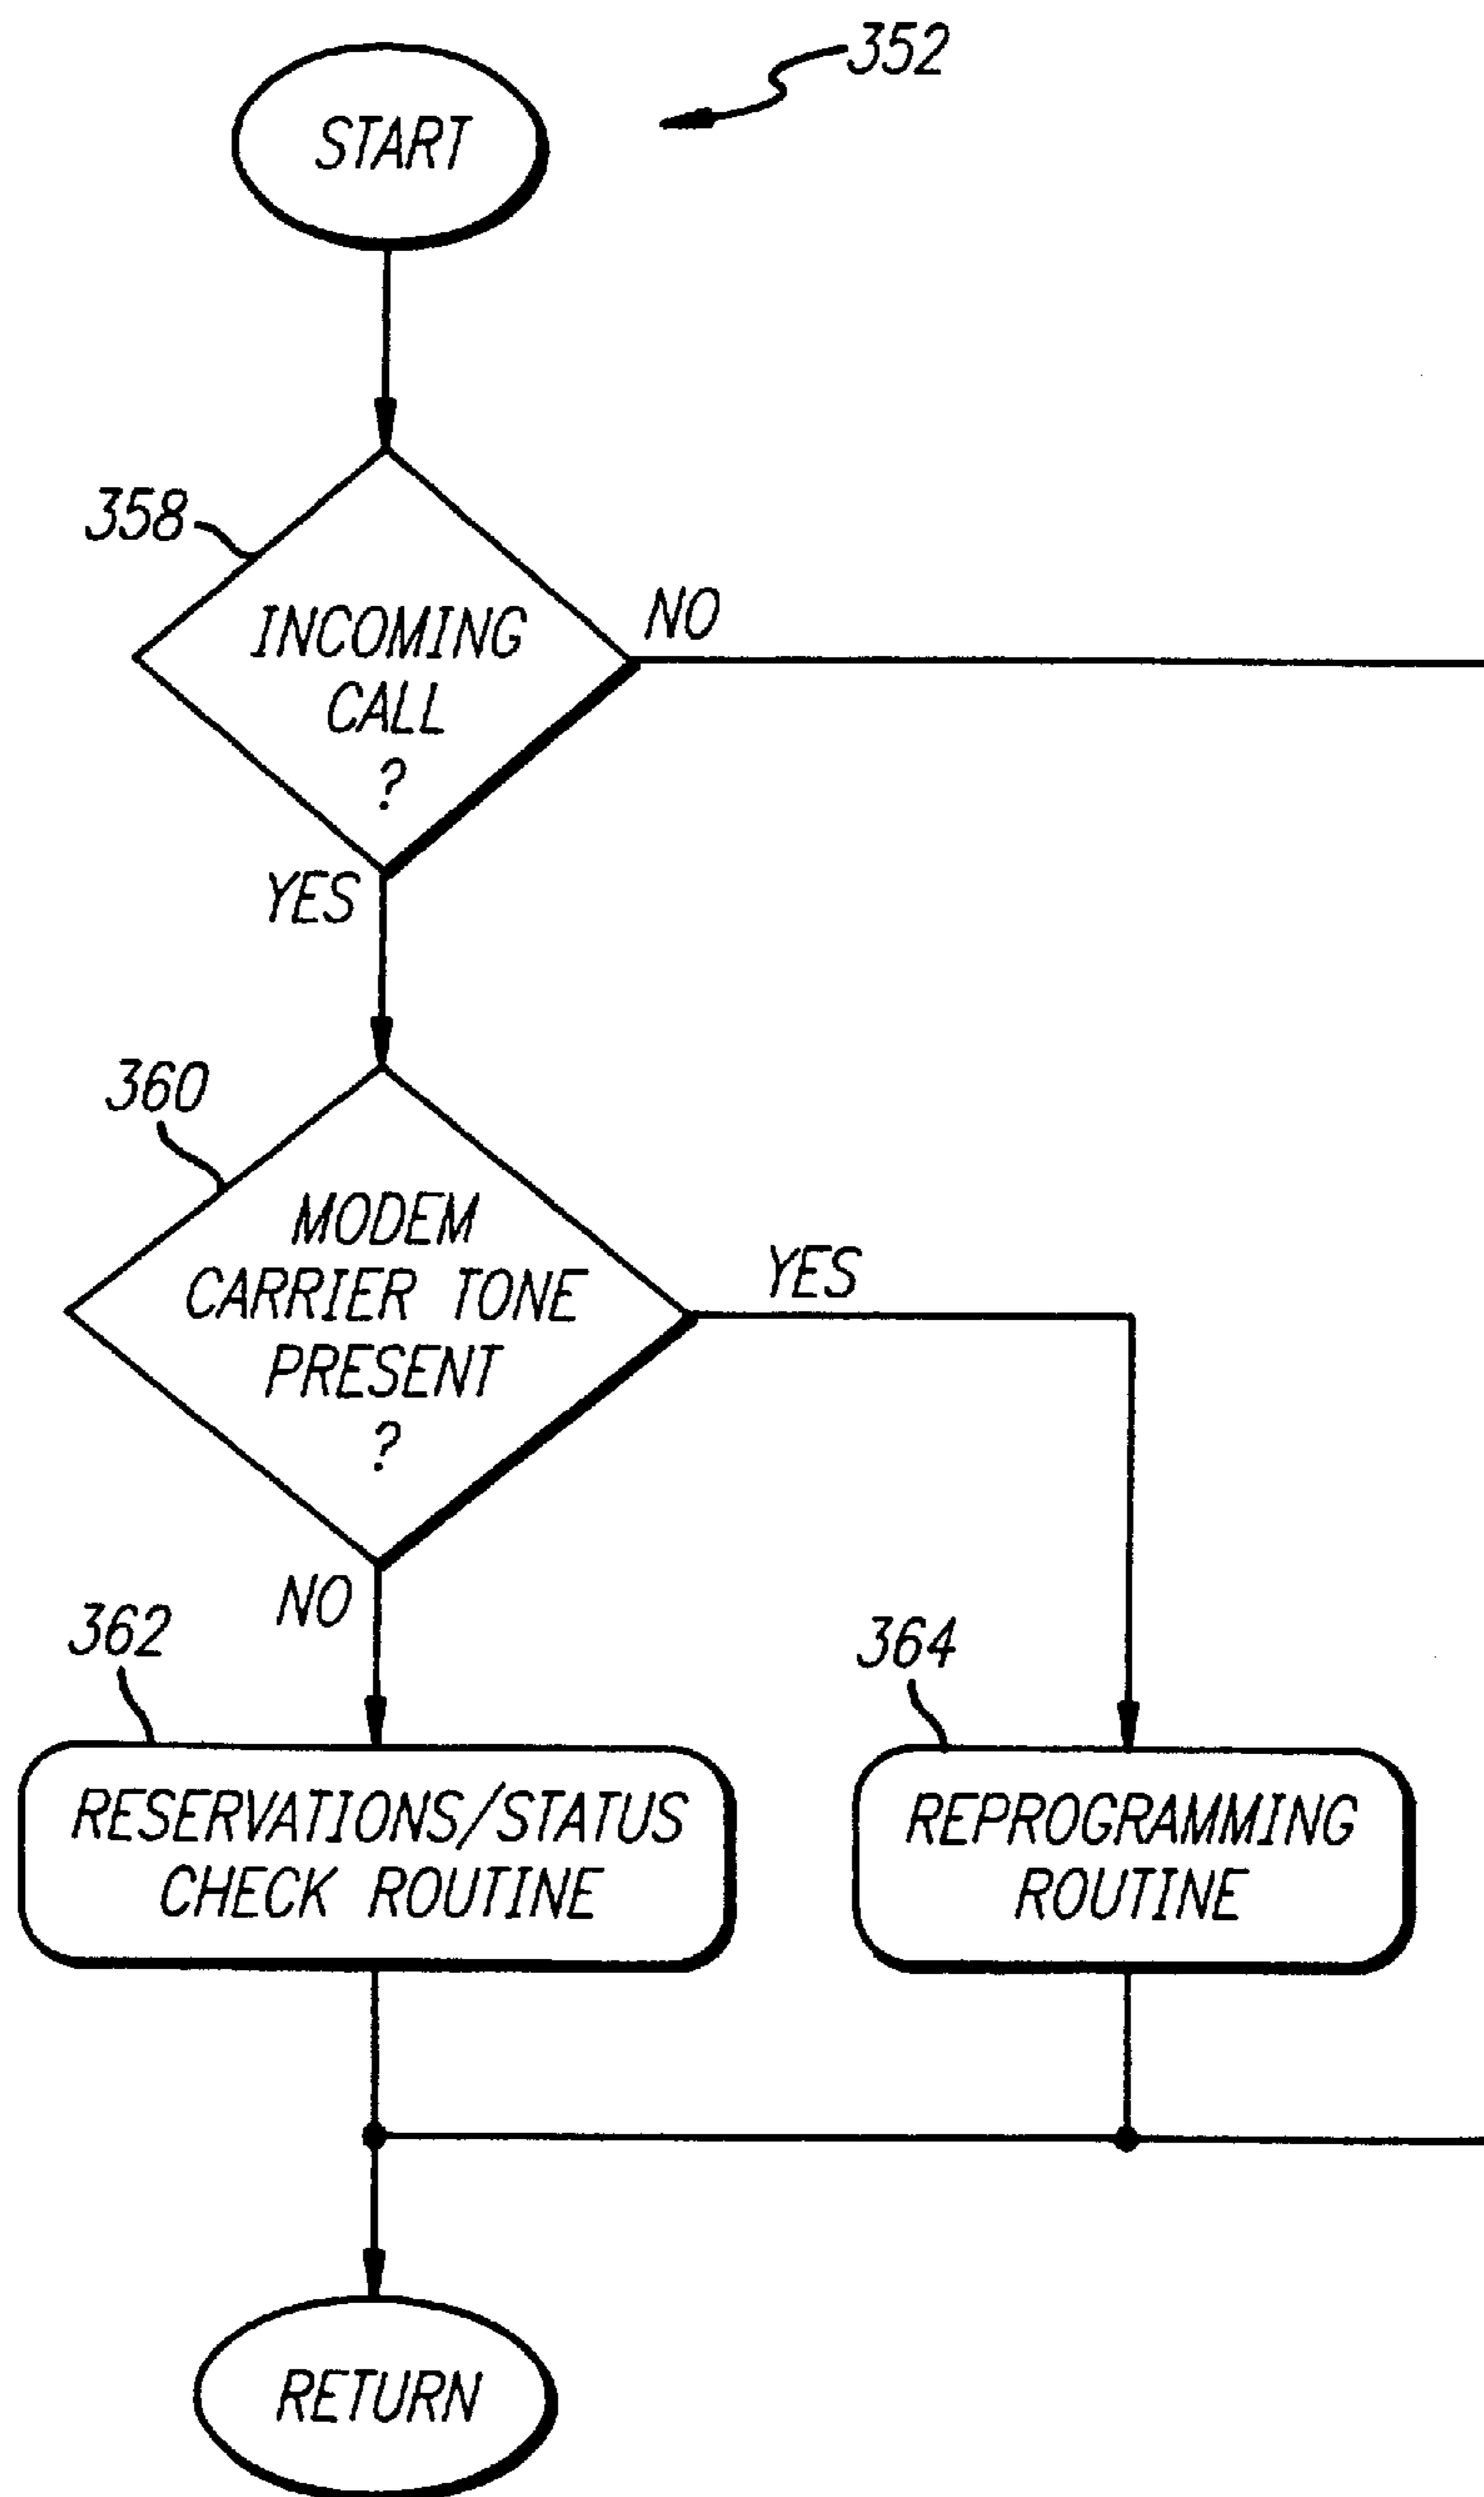 352
START
358
INCOMING
CALL
?
NO
YES
360
MODEM
CARRIER TONE
PRESENT
?
YES
NO
362
RESERVATIONS/STATUS
CHECK ROUTINE
364
REPROGRAMMING
ROUTINE
RETURN